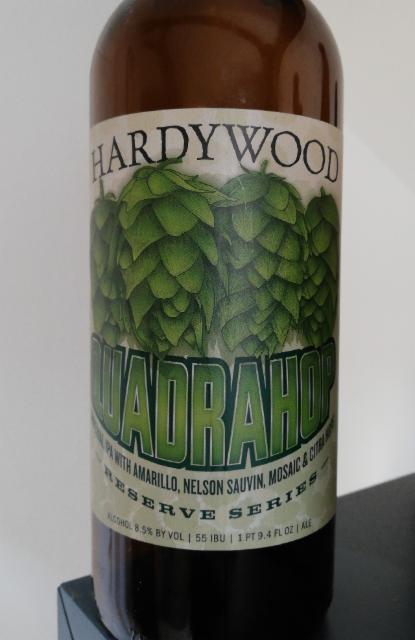 HARDYWOOD
QUADRAHOP
IPA WITH AMARILLO, NELSON SAUVIN, MOSAIC & CITRA
RESERVE SERIES
ALCOHOL 8.5% BY VOL | 55 IBU | 1 PT 9.4 FL OZ | ALE